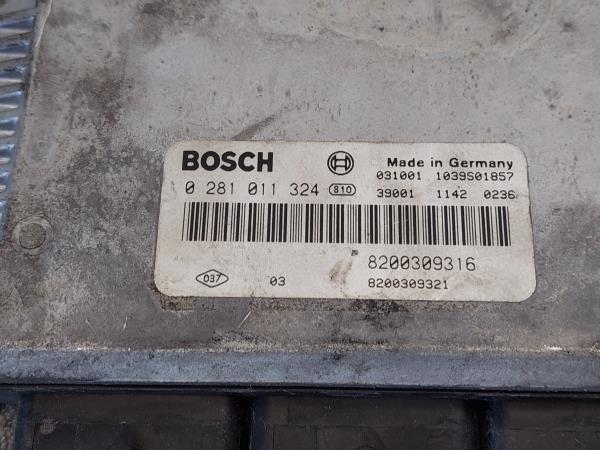 BOSCH Made in Germany
031001 1039S01857
0 281 011 324 810 39001 1142 0236
8200309316
037 03 8200309321